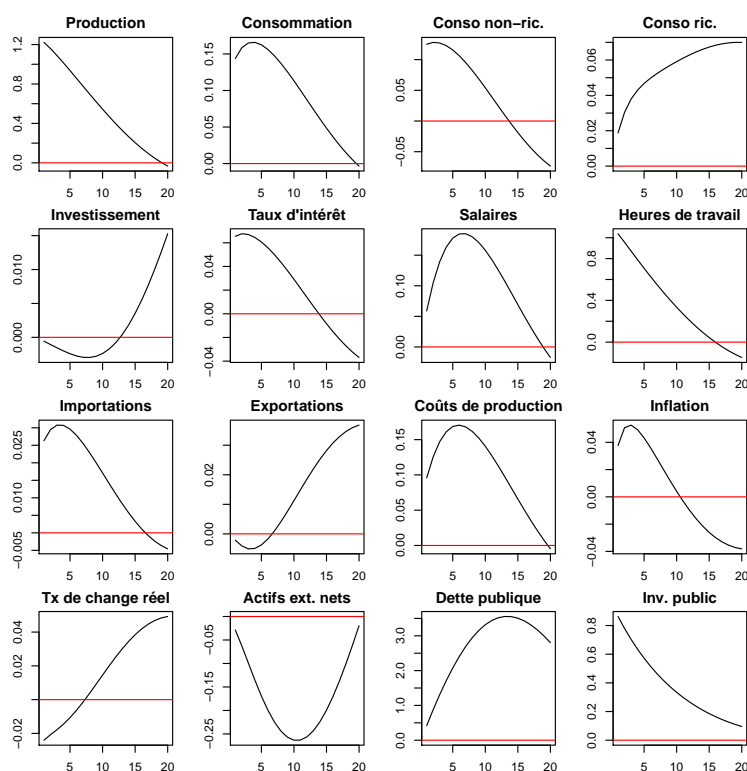 Production Consommation Conso non−ric. Conso ric.
0.0 0.4 0.8 1.2
0.00 0.05 0.10 0.15
−0.05 0.05
0.00 0.02 0.04 0.06
5 10 15 20 5 10 15 20 5 10 15 20 5 10 15 20
Investissement Taux d'intérêt Salaires Heures de travail
0.000 0.010
−0.04 0.00 0.04
0.00 0.10
0.0 0.4 0.8
5 10 15 20 5 10 15 20 5 10 15 20 5 10 15 20
Importations Exportations Coûts de production Inflation
−0.005 0.010 0.025
0.00 0.02
0.00 0.05 0.10 0.15
−0.04 0.00 0.04
5 10 15 20 5 10 15 20 5 10 15 20 5 10 15 20
Tx de change réel Actifs ext. nets Dette publique Inv. public
−0.02 0.02 0.04
−0.25 −0.15 −0.05
0.0 1.0 2.0 3.0
0.0 0.2 0.4 0.6 0.8
5 10 15 20 5 10 15 20 5 10 15 20 5 10 15 20